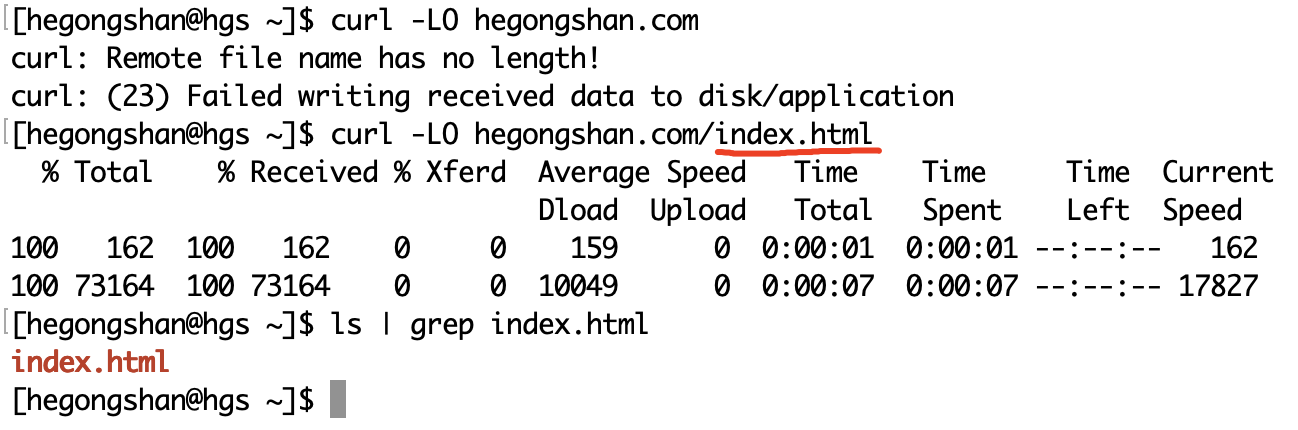 [hegongshan@hgs ~]$ curl -LO hegongshan.com
curl: Remote file name has no length!
curl: (23) Failed writing received data to disk/application
[hegongshan@hgs ~]$ curl -LO hegongshan.com/index.html
  % Total    % Received % Xferd  Average Speed   Time    Time     Time  Current
                                 Dload  Upload   Total   Spent    Left  Speed
100   162  100   162    0     0    159      0  0:00:01  0:00:01 --:--:--   162
100 73164  100 73164    0     0  10049      0  0:00:07  0:00:07 --:--:-- 17827
[hegongshan@hgs ~]$ ls | grep index.html
index.html
[hegongshan@hgs ~]$